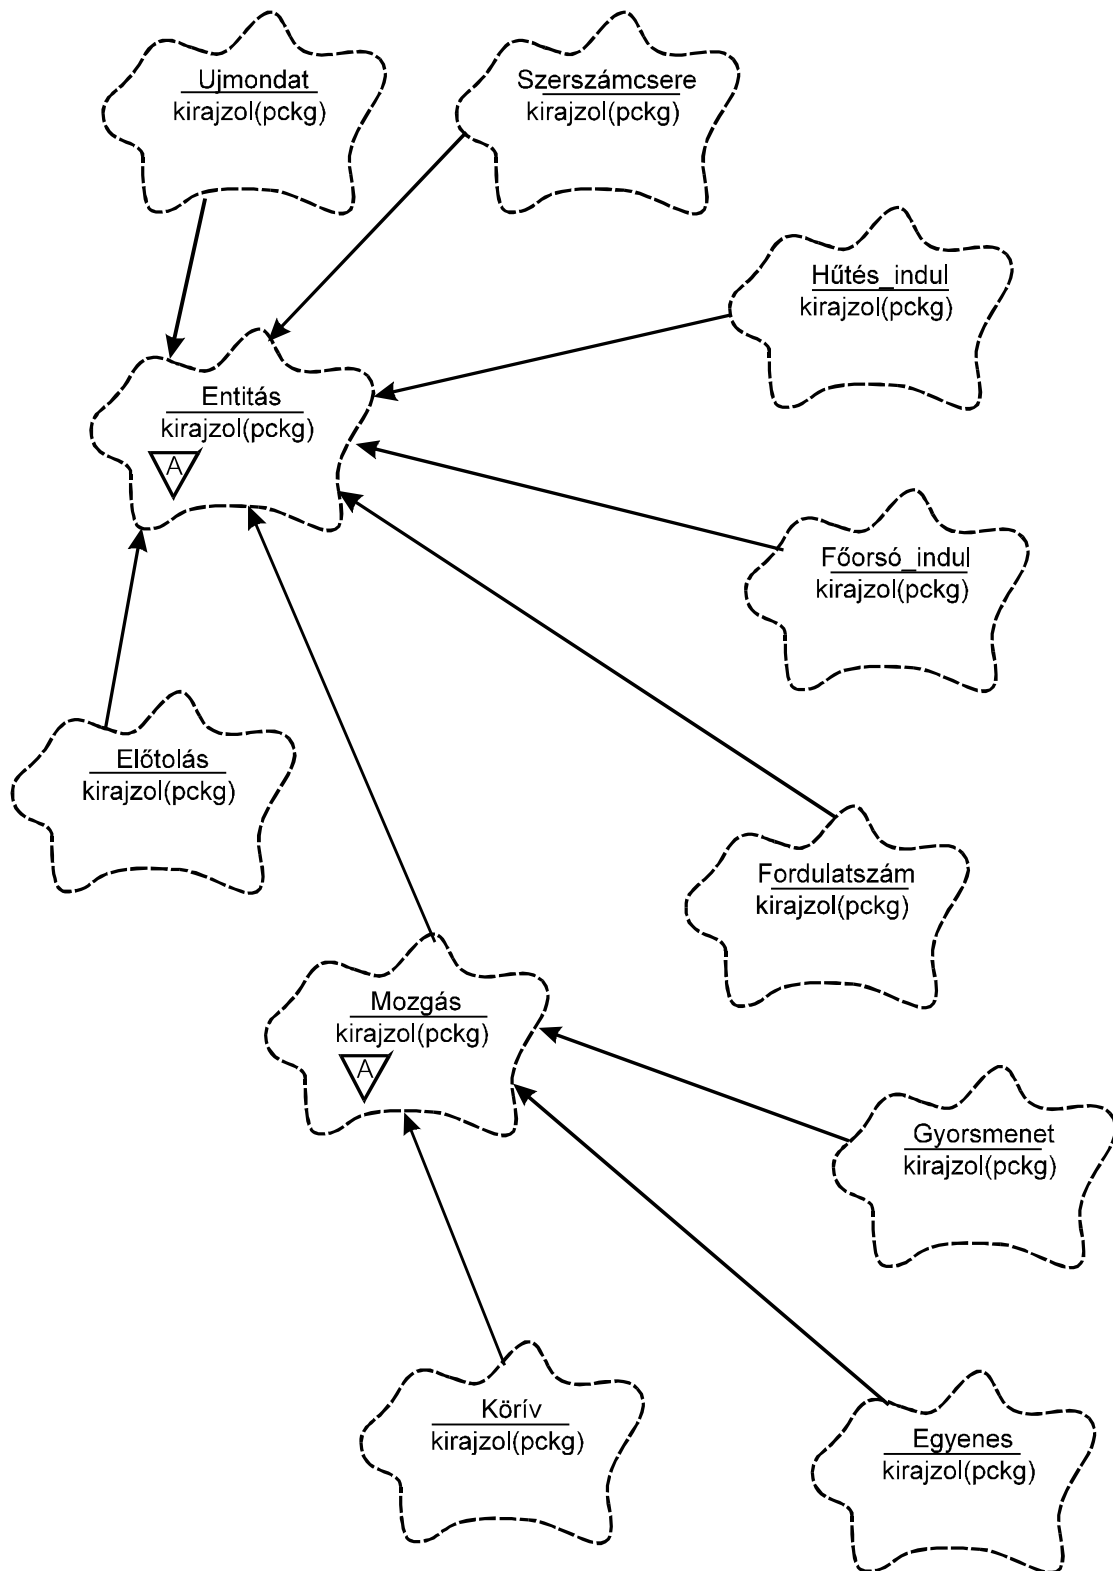 Ujmondat
kirajzol(pckg)
Szerszámcsere
kirajzol(pckg)
Hűtés_indul
kirajzol(pckg)
Entitás
kirajzol(pckg)
A
Főorsó_indul
kirajzol(pckg)
Előtolás
kirajzol(pckg)
Fordulatszám
kirajzol(pckg)
Mozgás
kirajzol(pckg)
A
Gyorsmenet
kirajzol(pckg)
Körív
kirajzol(pckg)
Egyenes
kirajzol(pckg)